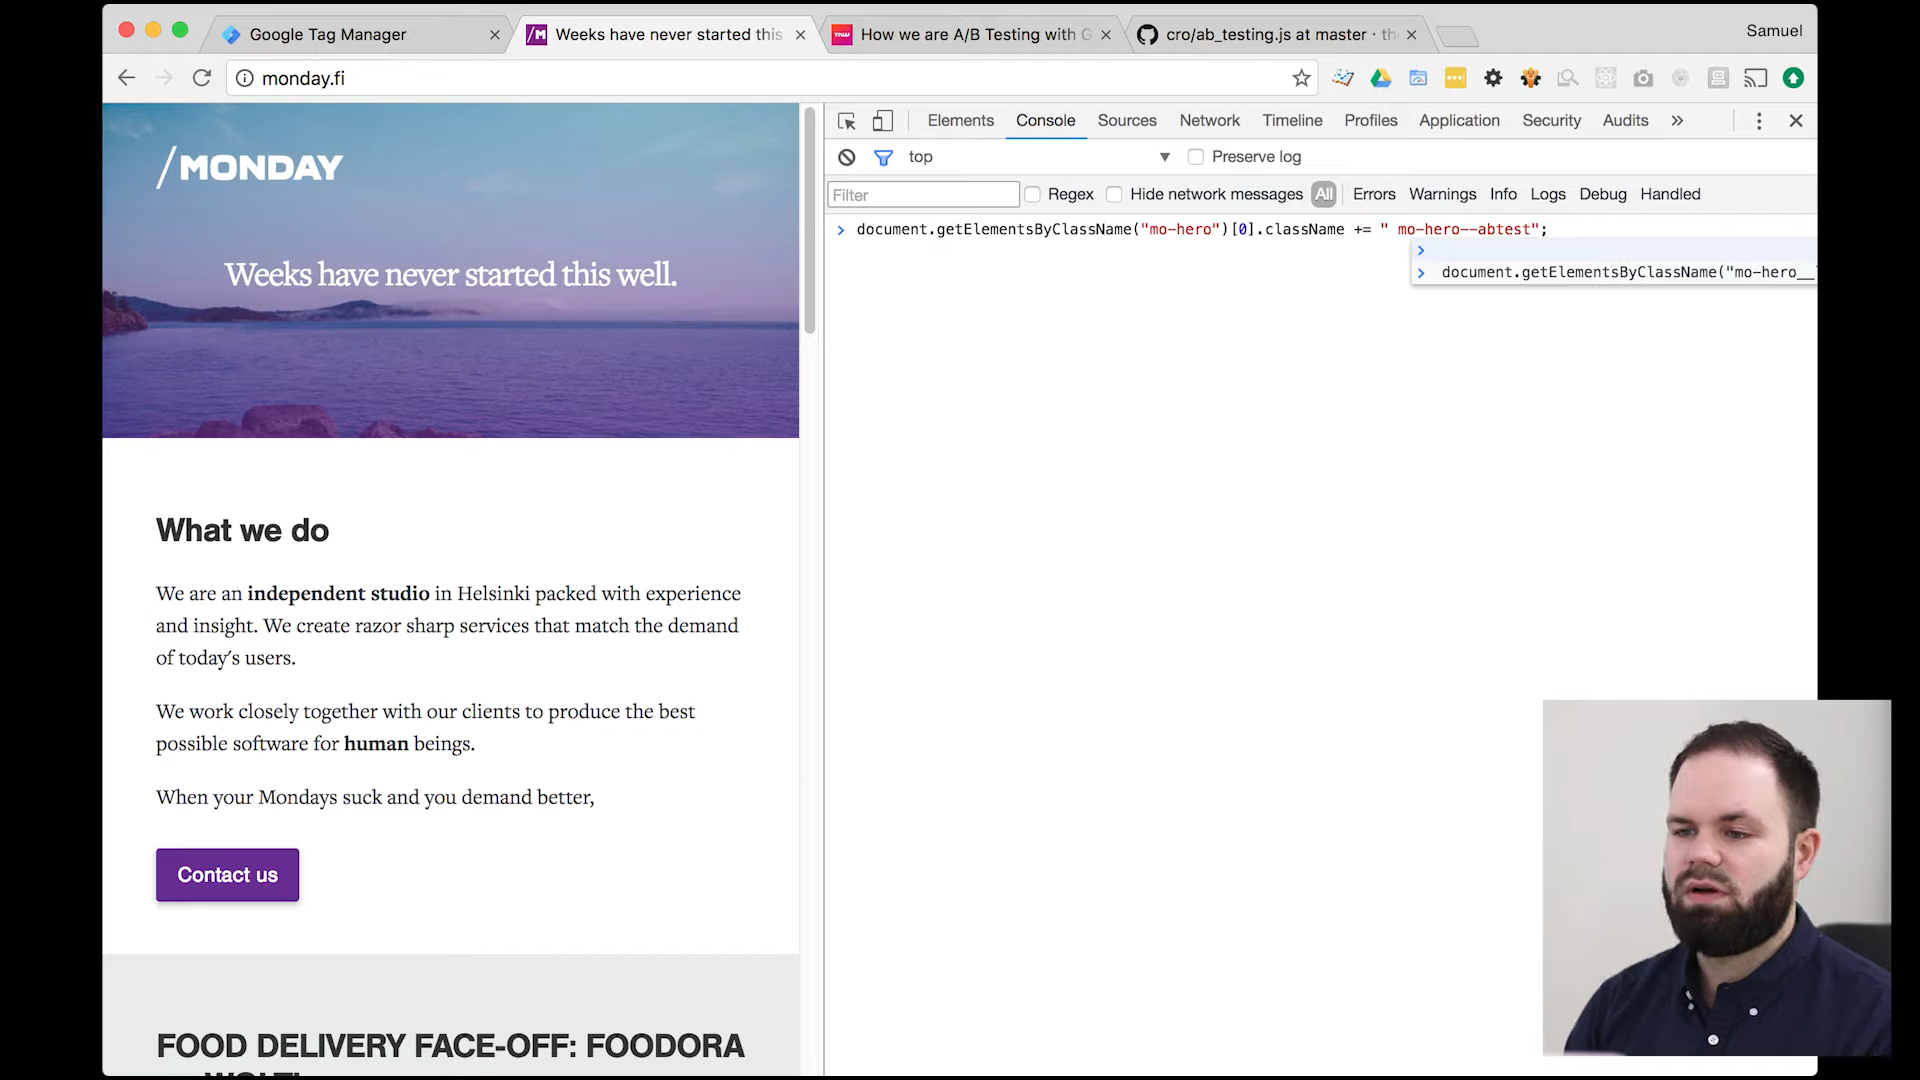 Google Tag Manager
Weeks have never started this
How we are A/B Testing with G
cro/ab_testing.js at master · th
Samuel
monday.fi
/MONDAY
Weeks have never started this well.
What we do
We are an independent studio in Helsinki packed with experience
and insight. We create razor sharp services that match the demand
of today's users.
We work closely together with our clients to produce the best
possible software for human beings.
When your Mondays suck and you demand better,
Contact us
FOOD DELIVERY FACE-OFF: FOODORA
Elements Console Sources Network Timeline Profiles Application Security Audits »
top Preserve log
Filter Regex Hide network messages All Errors Warnings Info Logs Debug Handled
> document.getElementsByClassName("mo-hero")[0].className += " mo-hero--abtest";
>
> document.getElementsByClassName("mo-hero__